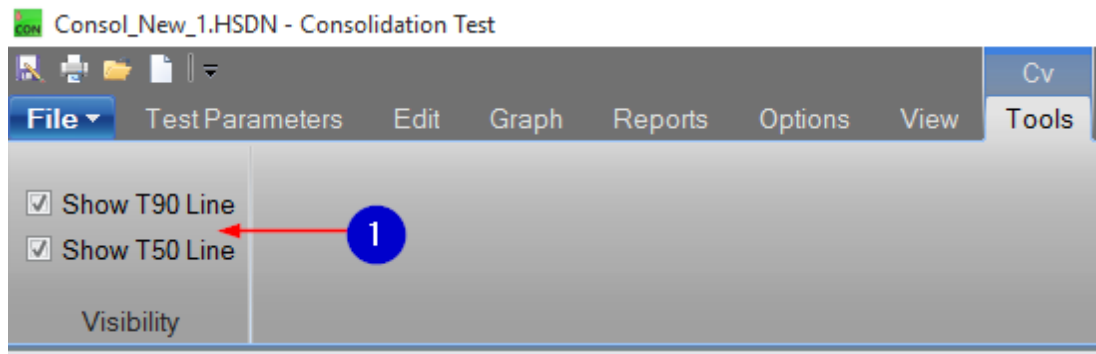 CON Consol_New_1.HSDN - Consolidation Test
Cv
File Test Parameters Edit Graph Reports Options View Tools
Show T90 Line
1
Show T50 Line
Visibility